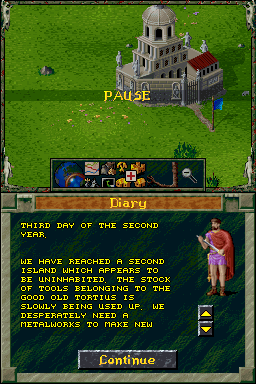 PAUSE
Diary
THIRD DAY OF THE SECOND
YEAR.
WE HAVE REACHED A SECOND
ISLAND WHICH APPEARS TO
BE UNINHABITED. THE STOCK
OF TOOLS BELONGING TO THE
GOOD OLD TORTIUS IS
SLOWLY BEING USED UP. WE
DESPERATELY NEED A
METALWORKS TO MAKE NEW
Continue